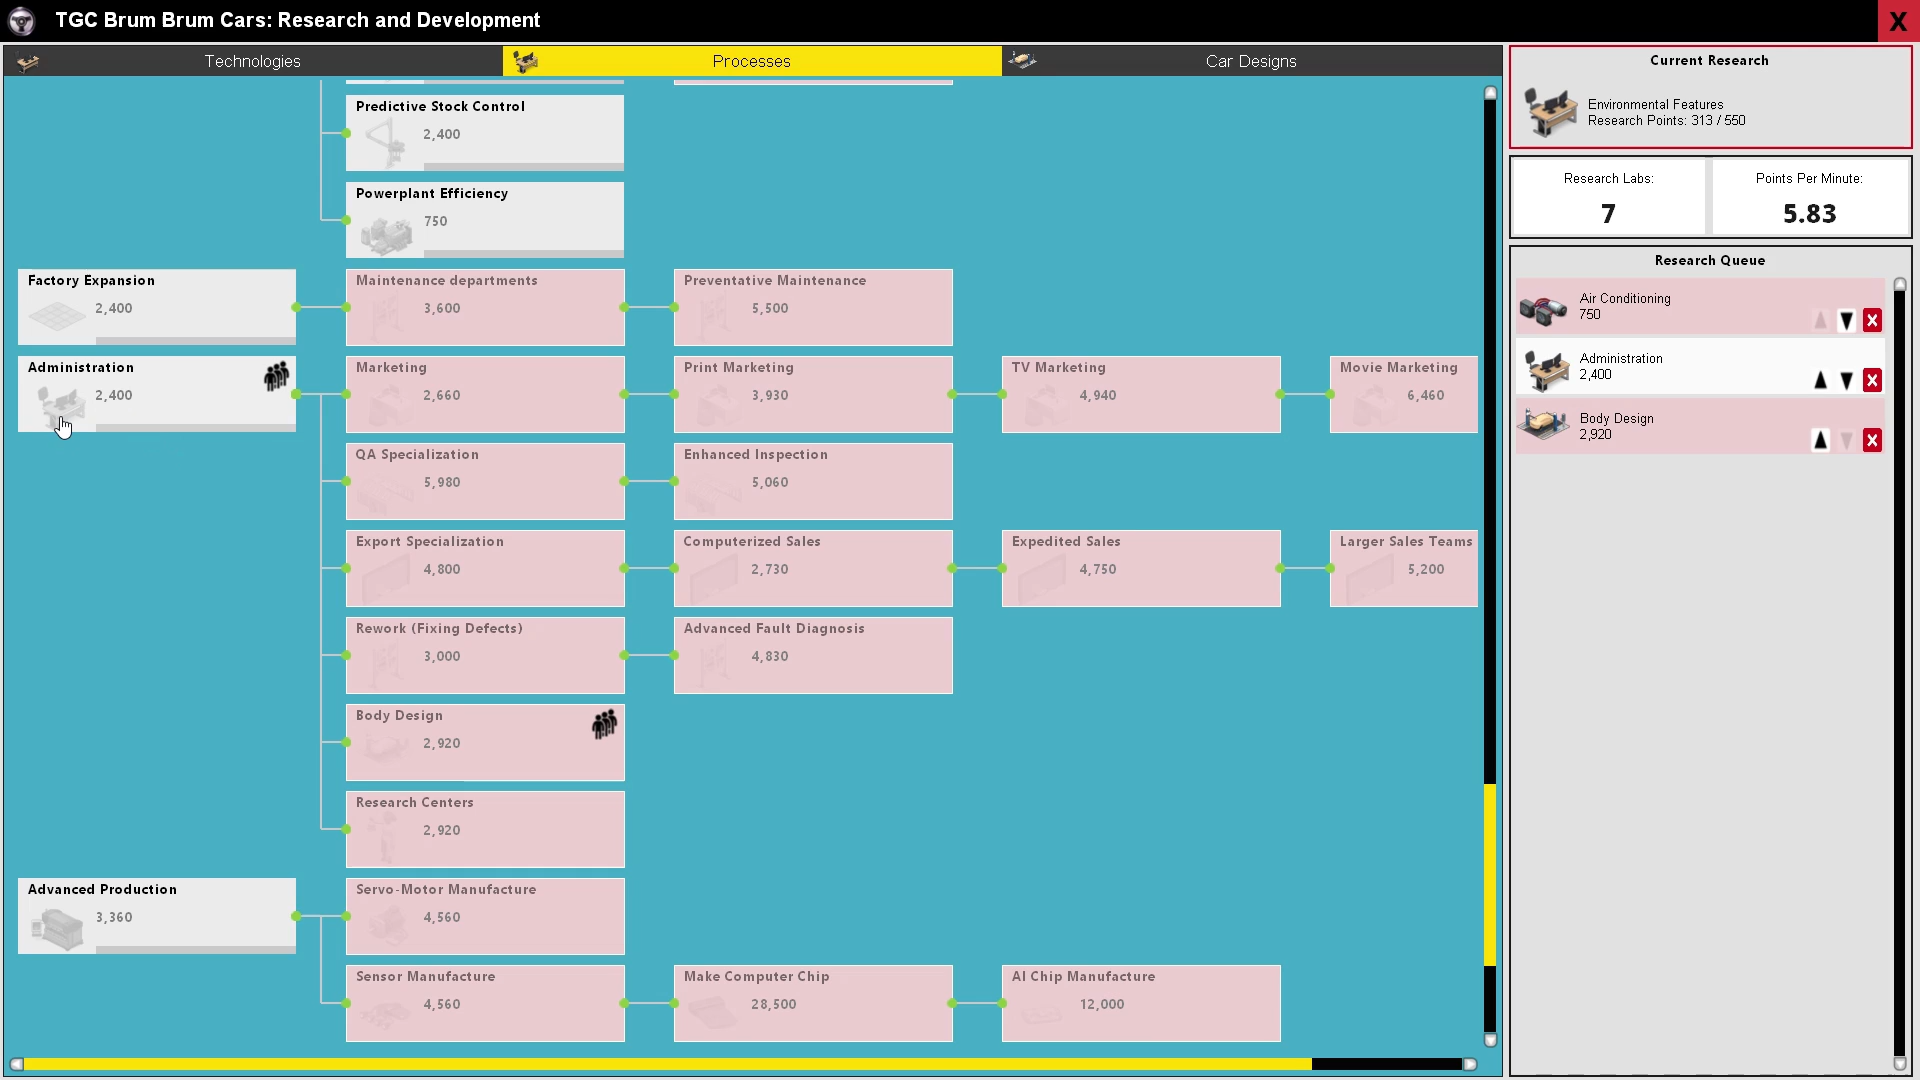 TGC Brum Brum Cars: Research and Development
X
Technologies
Processes
Car Designs
Predictive Stock Control
2,400
Powerplant Efficiency
750
Factory Expansion
2,400
Maintenance departments
3,600
Preventative Maintenance
5,500
Administration
2,400
Marketing
2,660
Print Marketing
3,930
TV Marketing
4,940
Movie Marketing
6,460
QA Specialization
5,980
Enhanced Inspection
5,060
Export Specialization
4,800
Computerized Sales
2,730
Expedited Sales
4,750
Larger Sales Teams
5,200
Rework (Fixing Defects)
3,000
Advanced Fault Diagnosis
4,830
Body Design
2,920
Research Centers
2,920
Advanced Production
3,360
Servo-Motor Manufacture
4,560
Sensor Manufacture
4,560
Make Computer Chip
28,500
AI Chip Manufacture
12,000
Current Research
Environmental Features
Research Points: 313 / 550
Research Labs:
7
Points Per Minute:
5.83
Research Queue
Air Conditioning
750
Administration
2,400
Body Design
2,920